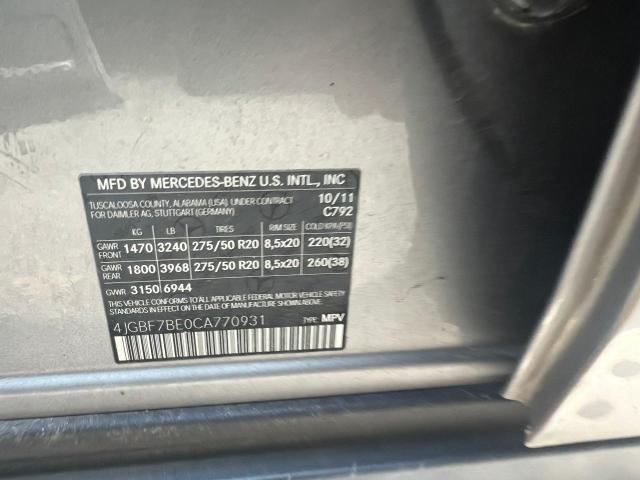 MFD BY MERCEDES-BENZ U.S. INTL., INC
TUSCALOOSA COUNTY, ALABAMA (USA) UNDER CONTRACT 10/11
FOR DAIMLER AG, STUTTGART (GERMANY) C792
KG LB TIRES RIM SIZE COLD KPA (PSI)
GAWR FRONT 1470 3240 275/50 R20 8,5x20 220(32)
GAWR REAR 1800 3968 275/50 R20 8,5x20 260(38)
GVWR 3150 6944
THIS VEHICLE CONFORMS TO ALL APPLICABLE FEDERAL MOTOR VEHICLE SAFETY
STANDARDS IN EFFECT ON THE DATE OF MANUFACTURE SHOWN ABOVE
4JGBF7BE0CA770931 TYPE: MPV